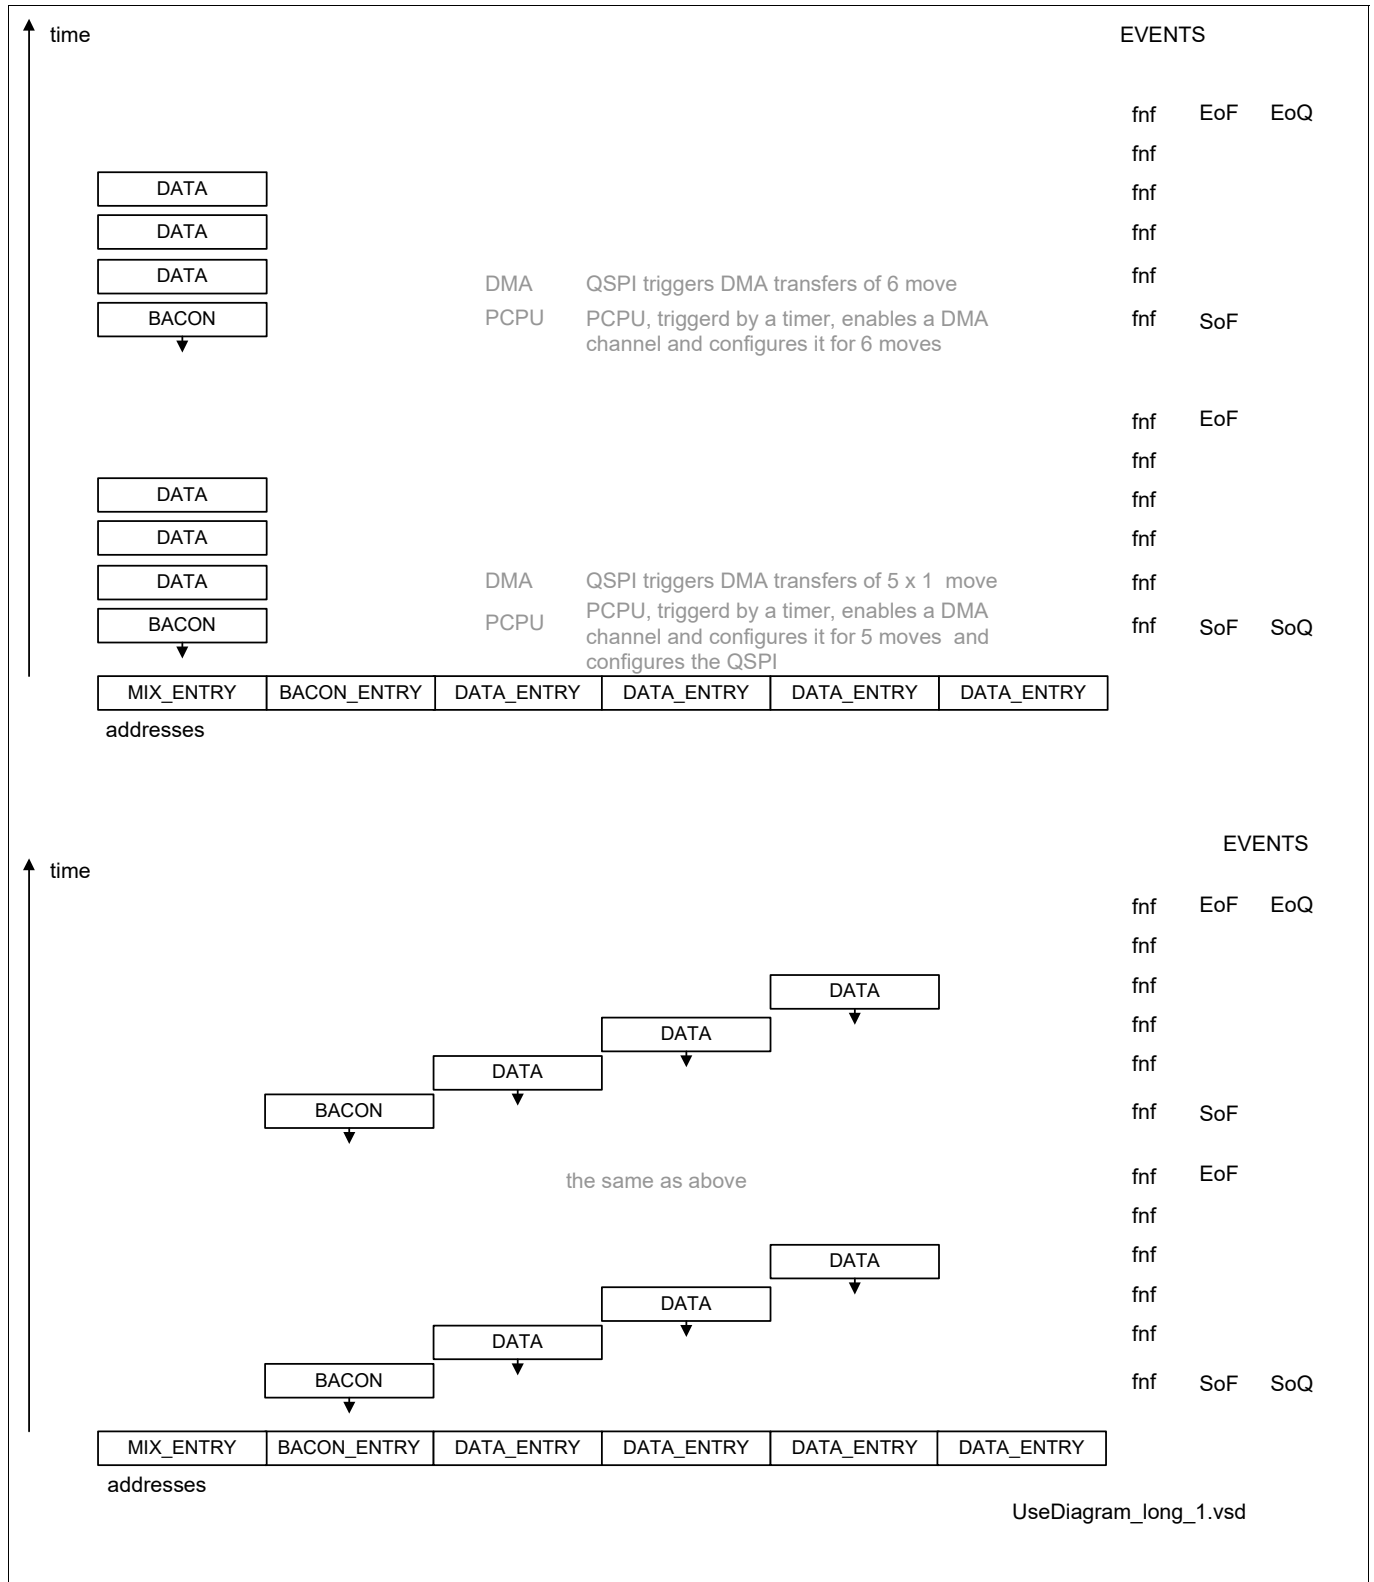 time EVENTS
fnf EoF EoQ
fnf
DATA fnf
DATA fnf
DATA DMA QSPI triggers DMA transfers of 6 move fnf
BACON PCPU PCPU, triggerd by a timer, enables a DMA fnf SoF
channel and configures it for 6 moves
fnf EoF
fnf
DATA fnf
DATA fnf
DATA DMA QSPI triggers DMA transfers of 5 x 1 move fnf
BACON PCPU PCPU, triggerd by a timer, enables a DMA fnf SoF SoQ
channel and configures it for 5 moves and
configures the QSPI
MIX_ENTRY BACON_ENTRY DATA_ENTRY DATA_ENTRY DATA_ENTRY DATA_ENTRY
addresses
EVENTS
time
fnf EoF EoQ
fnf
DATA fnf
DATA fnf
DATA fnf
BACON fnf SoF
the same as above fnf EoF
fnf
DATA fnf
DATA fnf
DATA fnf
BACON fnf SoF SoQ
MIX_ENTRY BACON_ENTRY DATA_ENTRY DATA_ENTRY DATA_ENTRY DATA_ENTRY
addresses
UseDiagram_long_1.vsd